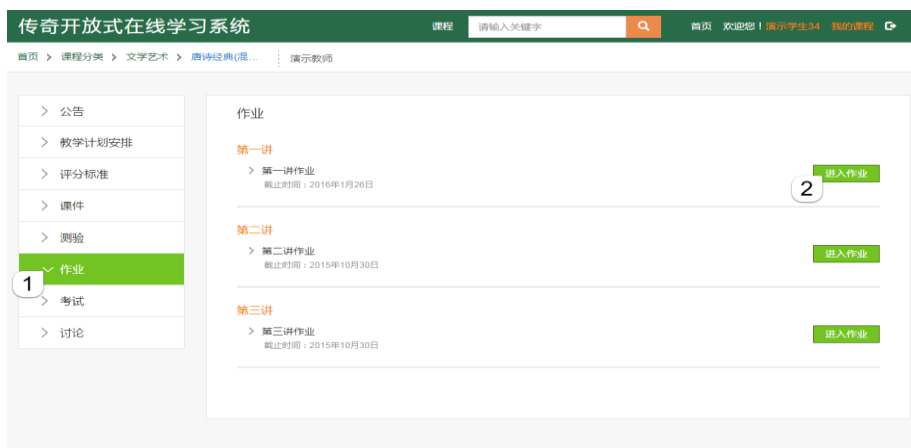 传奇开放式在线学习系统 课程 请输入关键字 首页 欢迎您！演示学生34 我的课程
首页 > 课程分类 > 文学艺术 > 唐诗经典(混... 演示教师
公告
教学计划安排
评分标准
课件
测验
作业
1
考试
讨论
作业
第一讲
第一讲作业
截止时间：2016年1月26日
进入作业
2
第二讲
第二讲作业
截止时间：2015年10月30日
进入作业
第三讲
第三讲作业
截止时间：2015年10月30日
进入作业